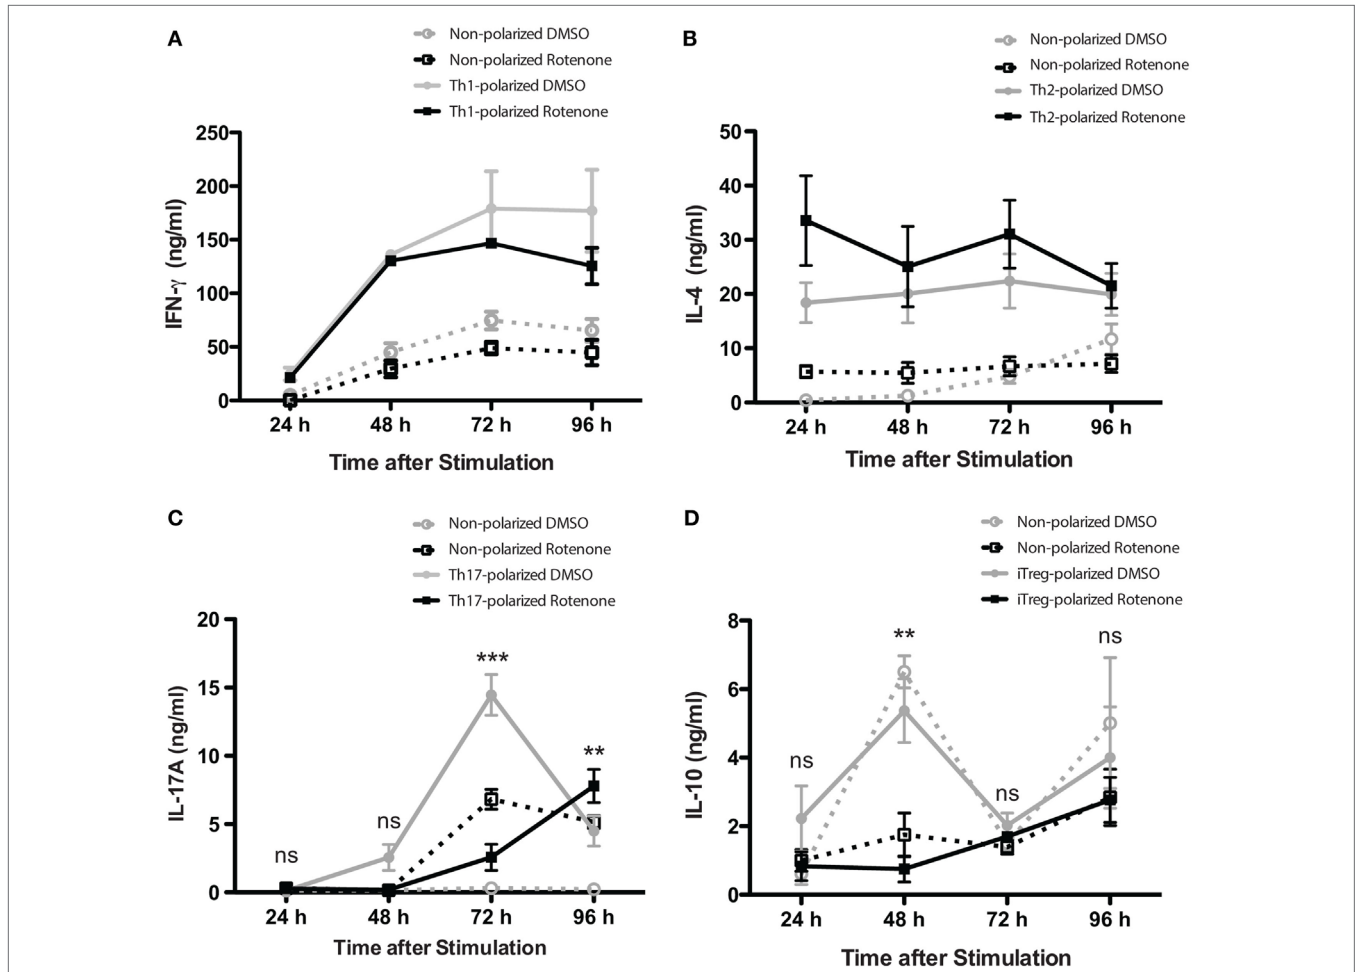 A
Non-polarized DMSO
Non-polarized Rotenone
Th1-polarized DMSO
Th1-polarized Rotenone
IFN-γ (ng/ml)
250
200
150
100
50
0
24 h 48 h 72 h 96 h
Time after Stimulation
B
Non-polarized DMSO
Non-polarized Rotenone
Th2-polarized DMSO
Th2-polarized Rotenone
IL-4 (ng/ml)
50
40
30
20
10
0
24 h 48 h 72 h 96 h
Time after Stimulation
C
Non-polarized DMSO
Non-polarized Rotenone
Th17-polarized DMSO
Th17-polarized Rotenone
IL-17A (ng/ml)
20
15
10
5
0
ns
ns
***
**
24 h 48 h 72 h 96 h
Time after Stimulation
D
Non-polarized DMSO
Non-polarized Rotenone
iTreg-polarized DMSO
iTreg-polarized Rotenone
IL-10 (ng/ml)
8
6
4
2
0
ns
**
ns
ns
24 h 48 h 72 h 96 h
Time after Stimulation